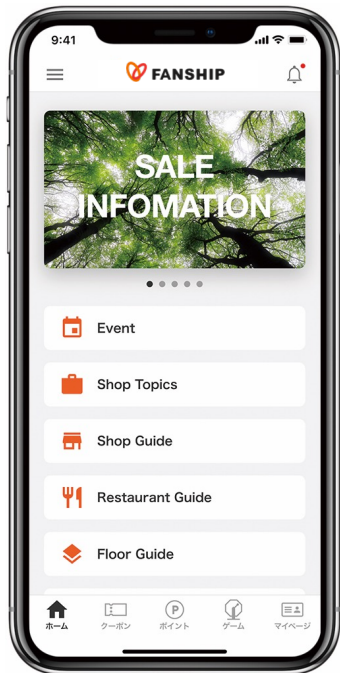 9:41
FANSHIP
SALE
INFOMATION
Event
Shop Topics
Shop Guide
Restaurant Guide
Floor Guide
ホーム クーポン P ポイント ゲーム マイページ